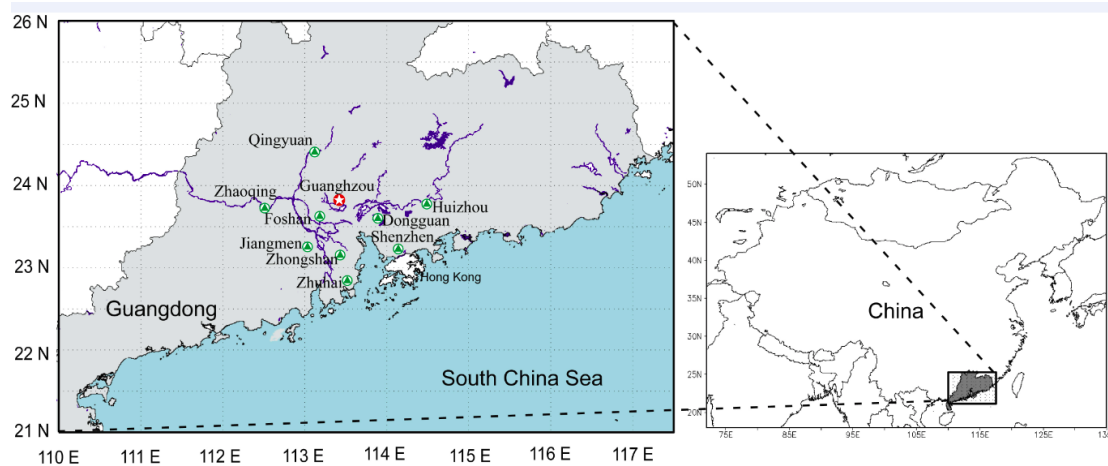 26 N
25 N
24 N
23 N
22 N
21 N
110 E
111 E
112 E
113 E
114 E
115 E
116 E
117 E
Qingyuan
Guanghzou
Zhaoqing
Huizhou
Foshan
Dongguan
Shenzhen
Jiangmen
Zhongshan
Zhuhai
Hong Kong
Guangdong
South China Sea
50N
45N
40N
35N
30N
25N
20N
75E
85E
95E
105E
115E
125E
135E
China